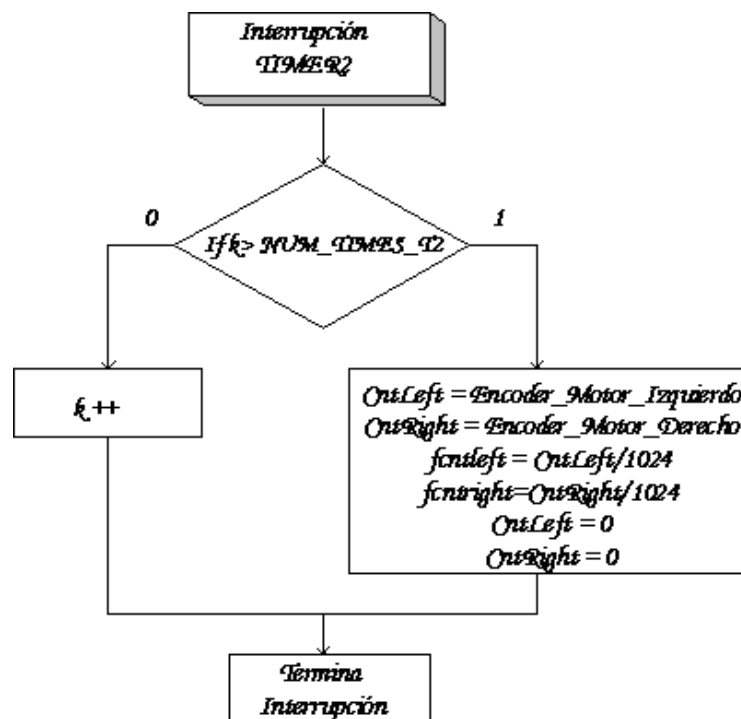 Interrupción
TIMER2
0
1
If k > NUM_TIMES_T2
k ++
CntLeft = Encoder_Motor_Izquierdo
CntRight = Encoder_Motor_Derecho
fcntleft = CntLeft/1024
fcntright=CntRight/1024
CntLeft = 0
CntRight = 0
Termina
Interrupción